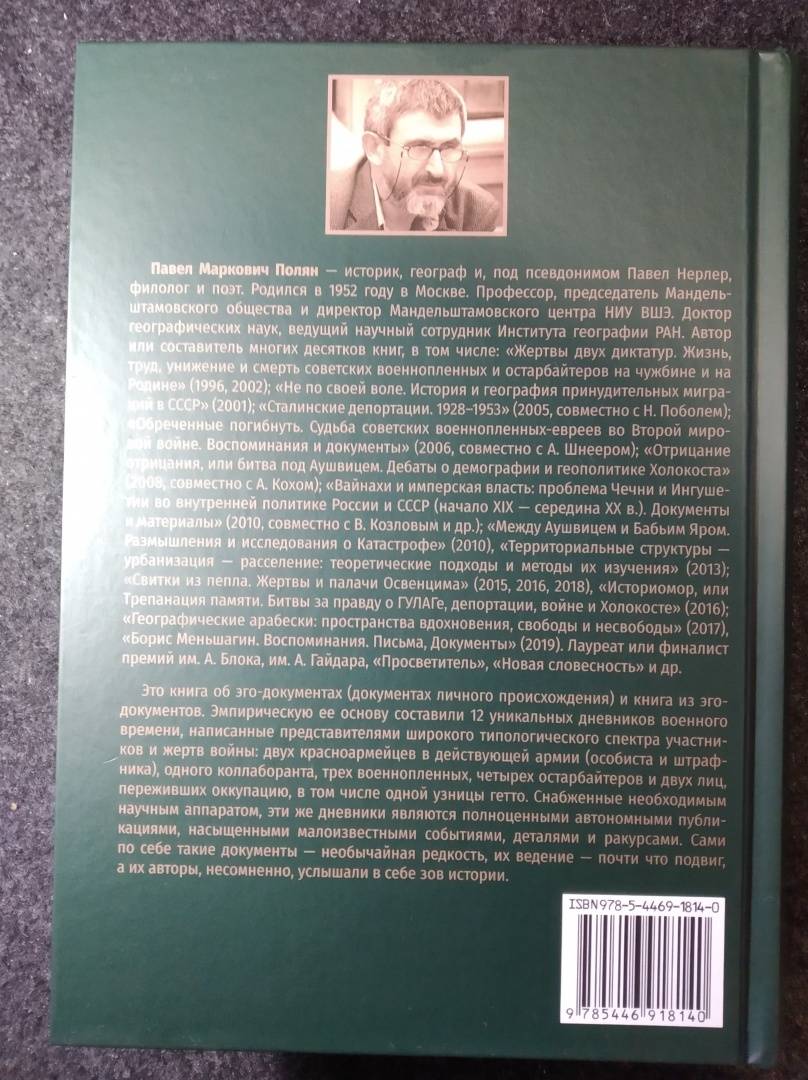 Павел Маркович Полян — историк, географ и, под псевдонимом Павел Нерлер,
филолог и поэт. Родился в 1952 году в Москве. Профессор, председатель Мандель-
штамовского общества и директор Мандельштамовского центра НИУ ВШЭ. Доктор
географических наук, ведущий научный сотрудник Института географии РАН. Автор
или составитель многих десятков книг, в том числе: «Жертвы двух диктатур. Жизнь,
труд, унижение и смерть советских военнопленных и остарбайтеров на чужбине и на
Родине» (1996, 2002); «Не по своей воле. История и география принудительных мигра-
ций в СССР» (2001); «Сталинские депортации. 1928–1953» (2005, совместно с Н. Поболем);
«Обреченные погибнуть. Судьба советских военнопленных-евреев во Второй миро-
вой войне. Воспоминания и документы» (2006, совместно с А. Шнеером); «Отрицание
отрицания, или битва под Аушвицем. Дебаты о демографии и геополитике Холокоста»
(2008, совместно с А. Кохом); «Вайнахи и имперская власть: проблема Чечни и Ингуше-
тии во внутренней политике России и СССР (начало XIX — середина XX в.). Документы
и материалы» (2010, совместно с В. Козловым и др.); «Между Аушвицем и Бабьим Яром.
Размышления и исследования о Катастрофе» (2010), «Территориальные структуры —
урбанизация — расселение: теоретические подходы и методы их изучения» (2013);
«Свитки из пепла. Жертвы и палачи Освенцима» (2015, 2016, 2018), «Историомор, или
Трепанация памяти. Битвы за правду о ГУЛАГе, депортации, войне и Холокосте» (2016);
«Географические арабески: пространства вдохновения, свободы и несвободы» (2017),
«Борис Меньшагин. Воспоминания. Письма, Документы» (2019). Лауреат или финалист
премий им. А. Блока, им. А. Гайдара, «Просветитель», «Новая словесность» и др.
Это книга об эго-документах (документах личного происхождения) и книга из эго-
документов. Эмпирическую ее основу составили 12 уникальных дневников военного
времени, написанные представителями широкого типологического спектра участни-
ков и жертв войны: двух красноармейцев в действующей армии (особиста и штраф-
ника), одного коллаборанта, трех военнопленных, четырех остарбайтеров и двух лиц,
переживших оккупацию, в том числе одной узницы гетто. Снабженные необходимым
научным аппаратом, эти же дневники являются полноценными автономными публи-
кациями, насыщенными малоизвестными событиями, деталями и ракурсами. Сами
по себе такие документы — необычайная редкость, их ведение — почти что подвиг,
а их авторы, несомненно, услышали в себе зов истории.
ISBN 978-5-4469-1814-0
9 785446 918140